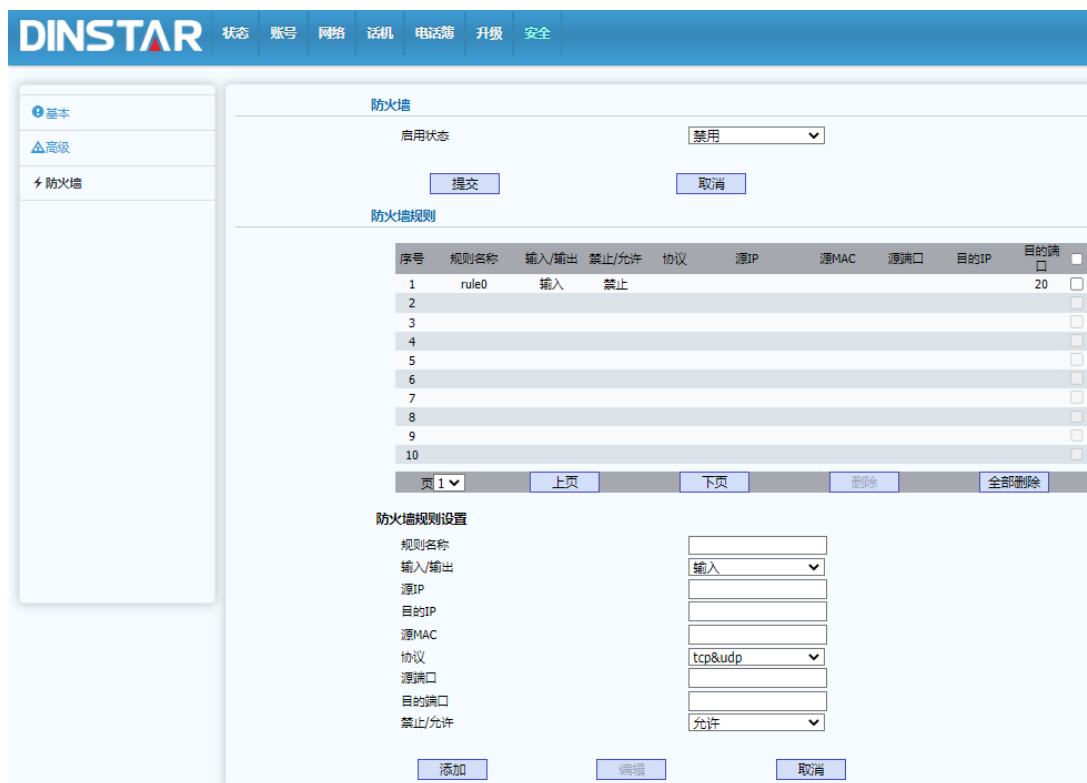 DINSTAR 状态 账号 网络 话机 电话簿 升级 安全
基本
高级
防火墙
防火墙
启用状态 禁用
提交 取消
防火墙规则
序号 规则名称 输入/输出 禁止/允许 协议 源IP 源MAC 源端口 目的IP 目的端口
1 rule0 输入 禁止 20
2
3
4
5
6
7
8
9
10
页 1 上页 下页 删除 全部删除
防火墙规则设置
规则名称
输入/输出 输入
源IP
目的IP
源MAC
协议 tcp&udp
源端口
目的端口
禁止/允许 允许
添加 编辑 取消